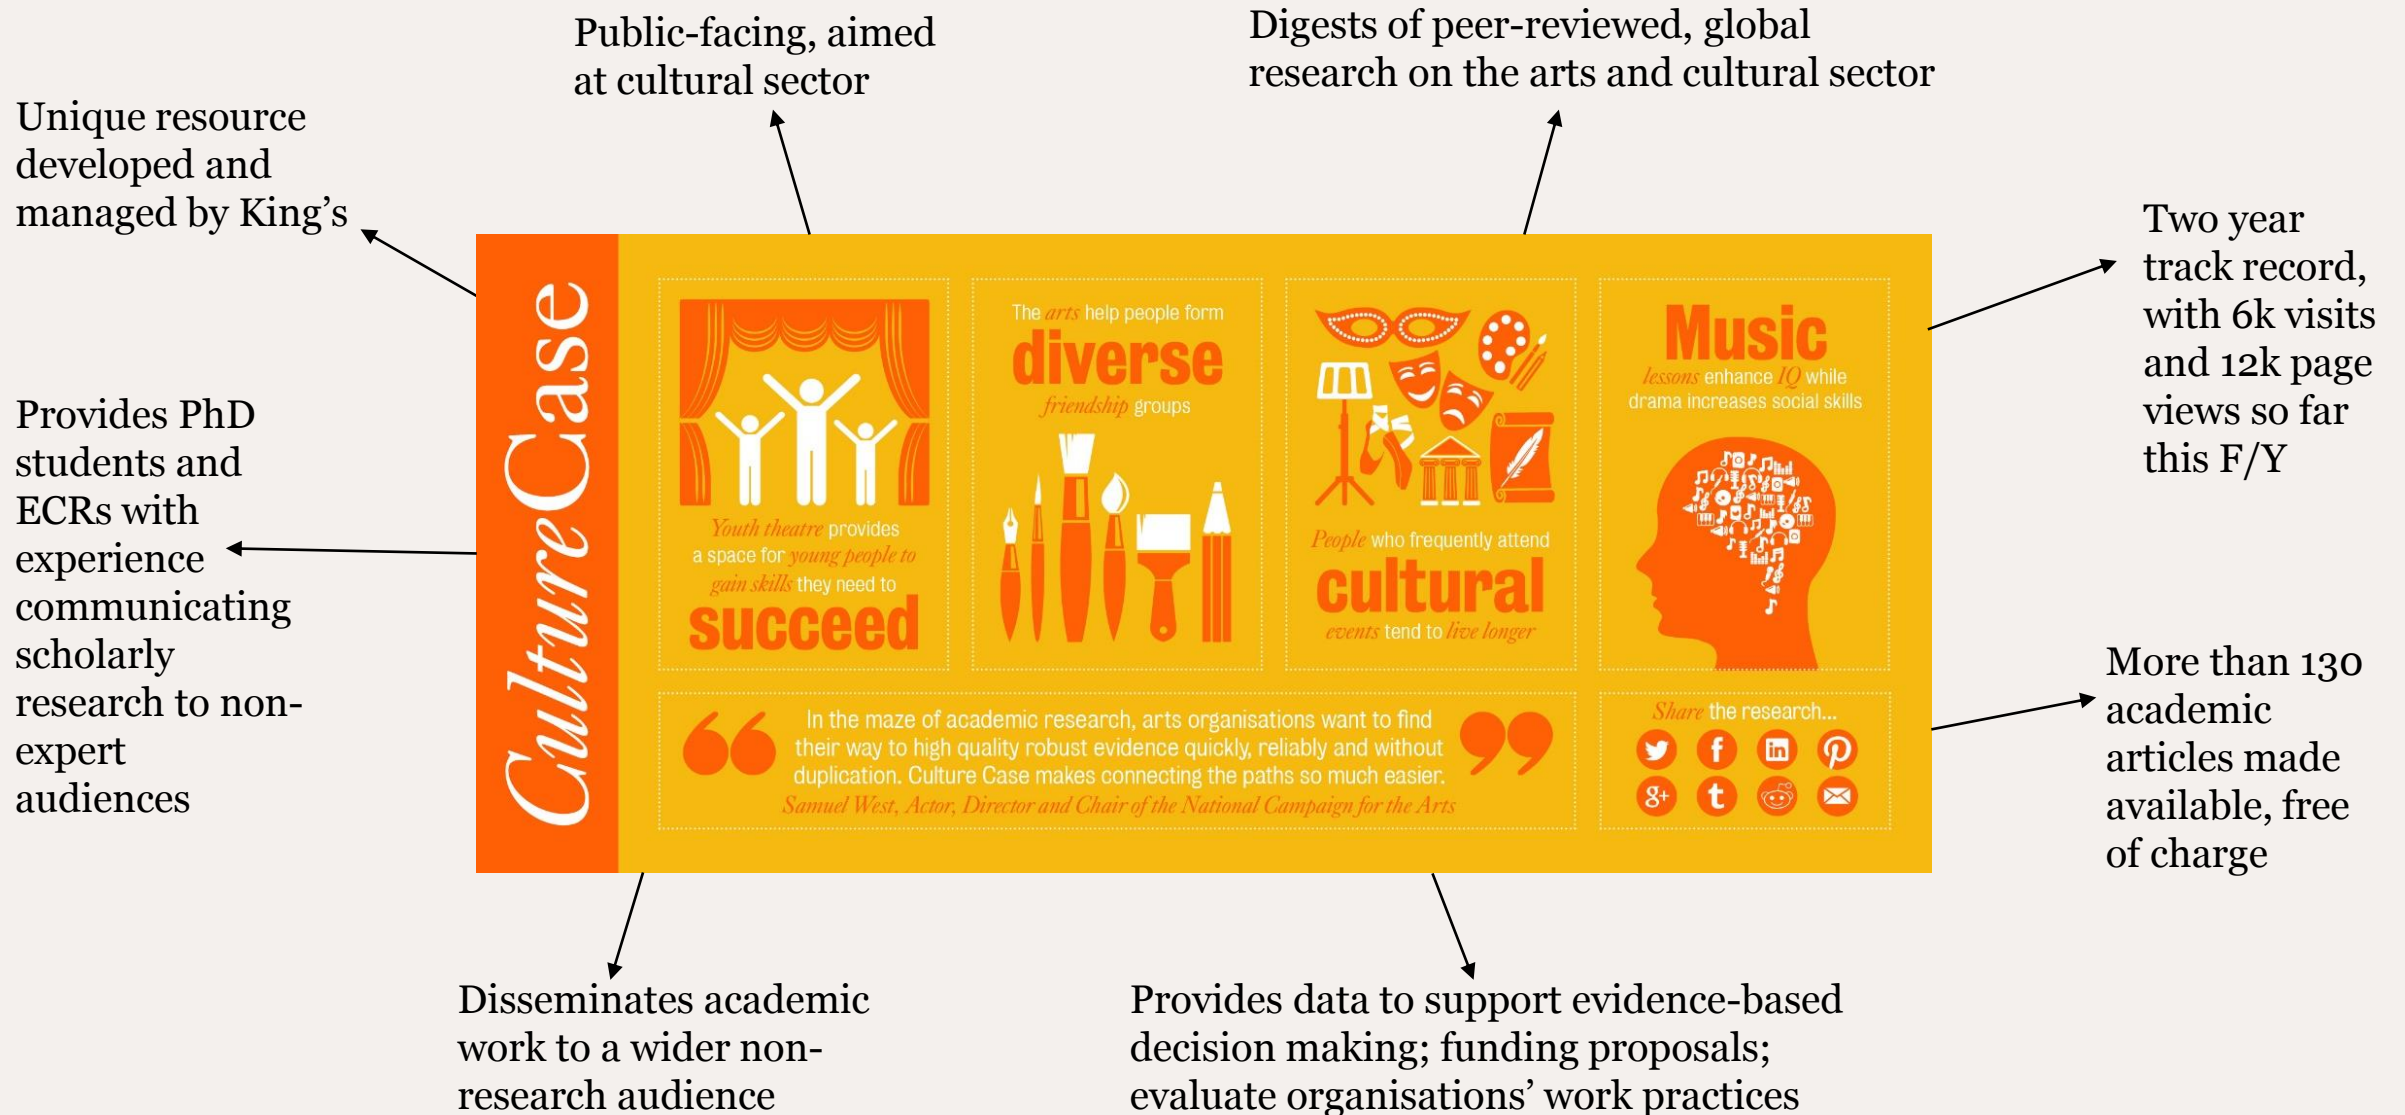 Public-facing, aimed
at cultural sector
Digests of peer-reviewed, global
research on the arts and cultural sector
Unique resource
developed and
managed by King’s
Two year
track record,
with 6k visits
and 12k page
views so far
this F/Y
Provides PhD
students and
ECRs with
experience
communicating
scholarly
research to non-
expert
audiences
More than 130
academic
articles made
available, free
of charge
CultureCase
Youth theatre provides
a space for young people to
gain skills they need to
succeed
The arts help people form
diverse
friendship groups
People who frequently attend
cultural
events tend to live longer
Music
lessons enhance IQ while
drama increases social skills
“ In the maze of academic research, arts organisations want to find
their way to high quality robust evidence quickly, reliably and without
duplication. Culture Case makes connecting the paths so much easier. ”
Samuel West, Actor, Director and Chair of the National Campaign for the Arts
Share the research...
f in
g+ t
Disseminates academic
work to a wider non-
research audience
Provides data to support evidence-based
decision making; funding proposals;
evaluate organisations’ work practices